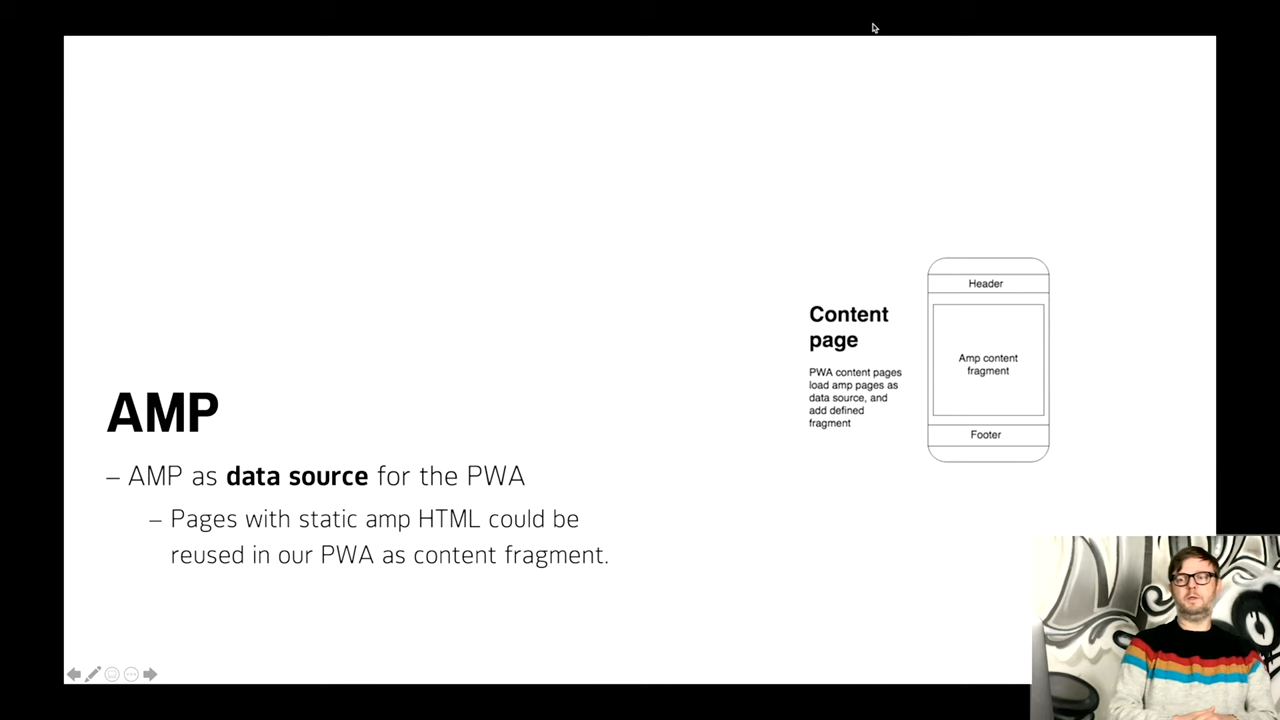 AMP
– AMP as data source for the PWA
– Pages with static amp HTML could be
reused in our PWA as content fragment.
Content
page
PWA content pages
load amp pages as
data source, and
add defined
fragment
Header
Amp content
fragment
Footer